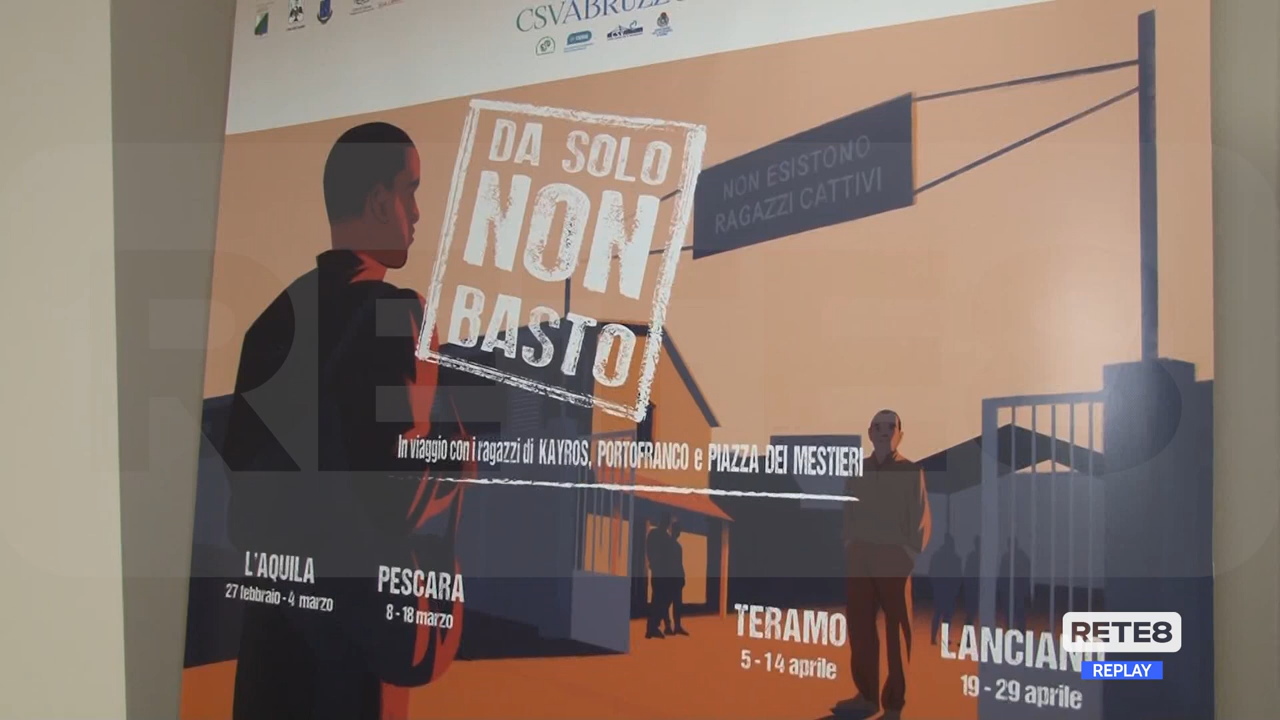 CSVABRUZZO
DA SOLO
NON
BASTO
NON ESISTONO
RAGAZZI CATTIVI
In viaggio con i ragazzi di KAYROS, PORTOFRANCO e PIAZZA DEI MESTIERI
L'AQUILA
27 febbraio - 4 marzo
PESCARA
8 - 18 marzo
TERAMO
5 - 14 aprile
LANCIANO
19 - 29 aprile
RETE8
REPLAY
RETE8